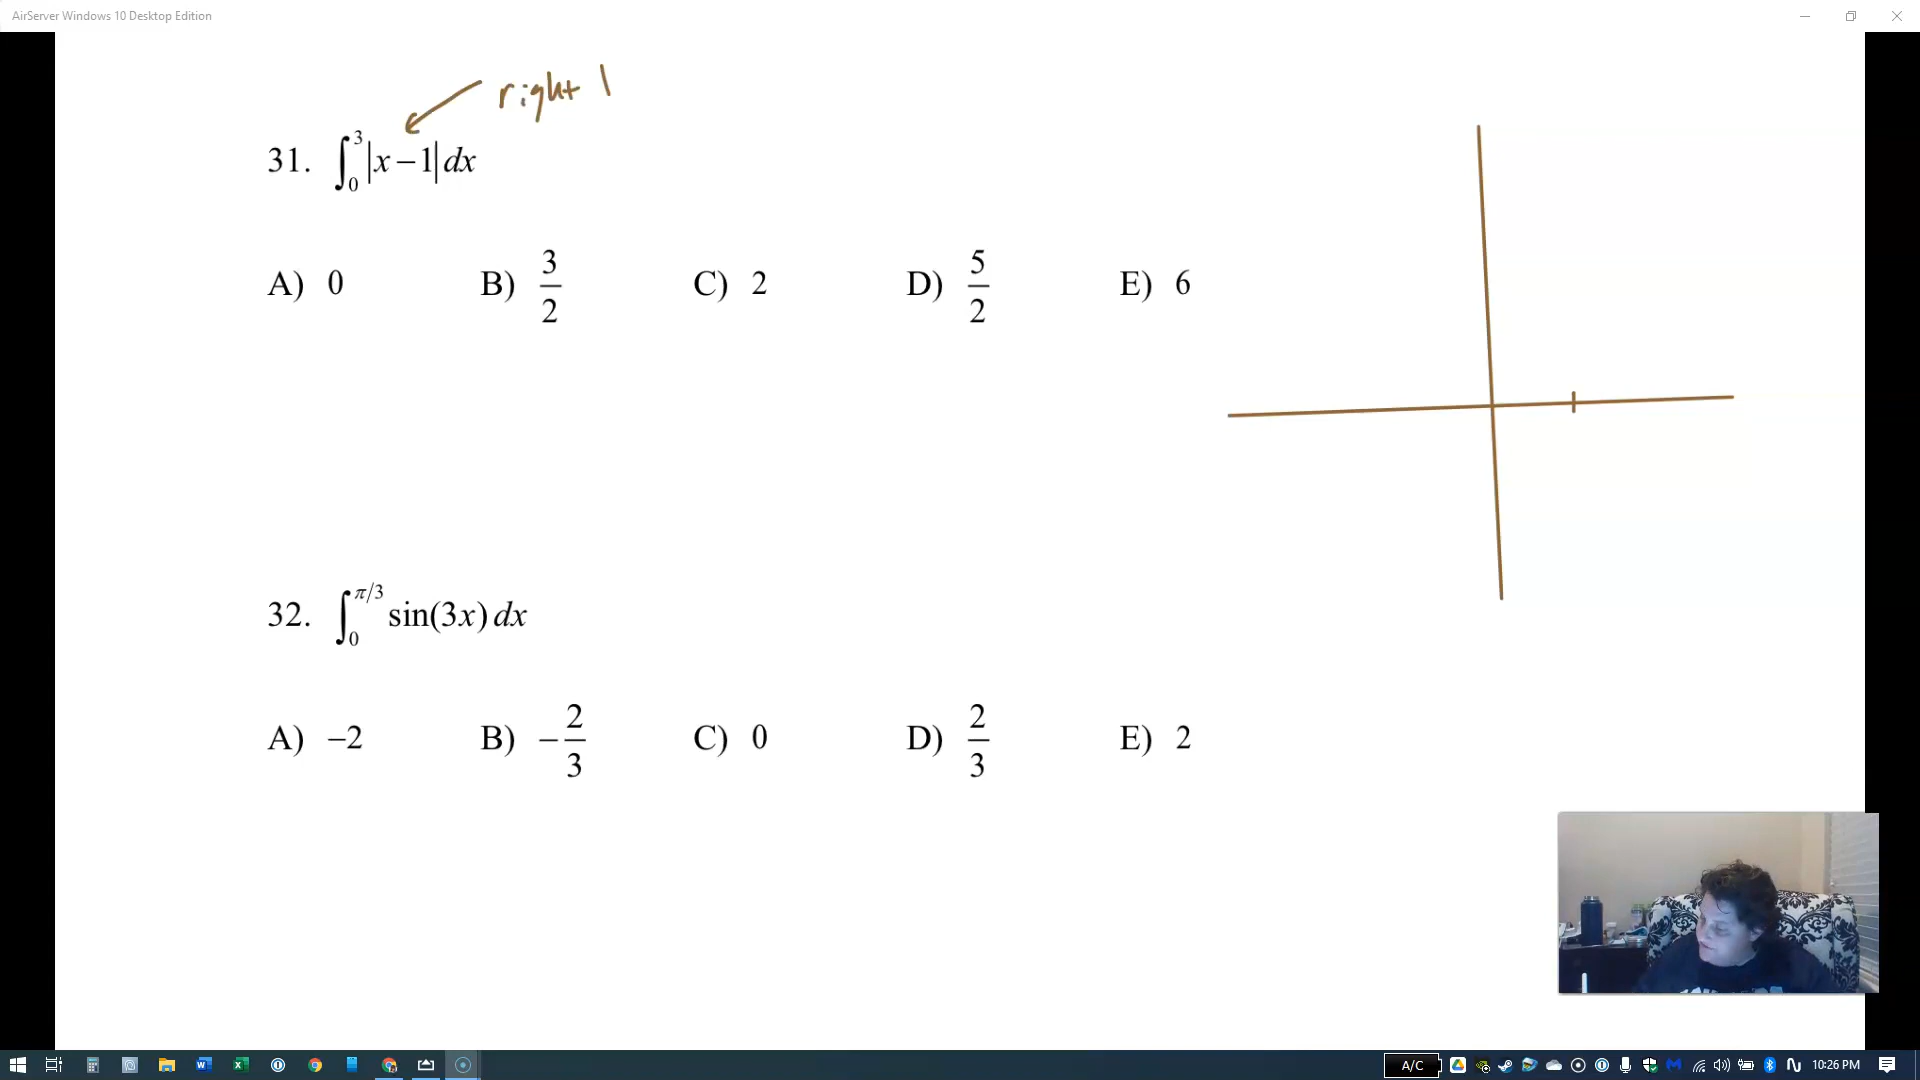 AirServer Windows 10 Desktop Edition
right 1
31. ∫₀³ |x − 1| dx
A) 0 B) 3/2 C) 2 D) 5/2 E) 6
32. ∫₀^(π/3) sin(3x) dx
A) −2 B) −2/3 C) 0 D) 2/3 E) 2
A/C 10:26 PM